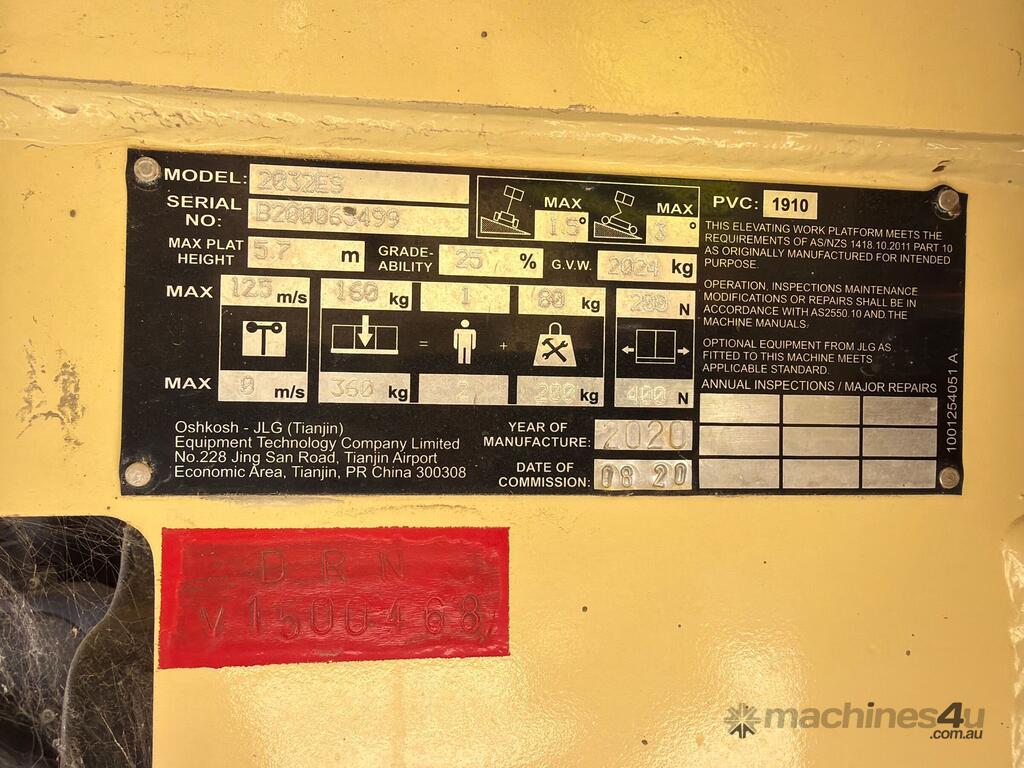 MODEL: 2032ES
SERIAL NO: B200063499
MAX PLAT HEIGHT 5.7 m
GRADE-ABILITY 25 %
G.V.W. 2024 kg
MAX 1.5°
MAX 3°
MAX 12.5 m/s 160 kg 1 80 kg 200 N
= +
MAX 0 m/s 360 kg 2 200 kg 400 N
Oshkosh - JLG (Tianjin)
Equipment Technology Company Limited
No.228 Jing San Road, Tianjin Airport
Economic Area, Tianjin, PR China 300308
YEAR OF
MANUFACTURE: 2020
DATE OF
COMMISSION: 08 20
PVC: 1910
THIS ELEVATING WORK PLATFORM MEETS THE
REQUIREMENTS OF AS/NZS 1418.10.2011 PART 10
AS ORIGINALLY MANUFACTURED FOR INTENDED
PURPOSE.
OPERATION, INSPECTIONS MAINTENANCE
MODIFICATIONS OR REPAIRS SHALL BE IN
ACCORDANCE WITH AS2550.10 AND THE
MACHINE MANUALS.
OPTIONAL EQUIPMENT FROM JLG AS
FITTED TO THIS MACHINE MEETS
APPLICABLE STANDARD.
ANNUAL INSPECTIONS / MAJOR REPAIRS
1001254051 A
DRN
V1500468
machines4u
.com.au